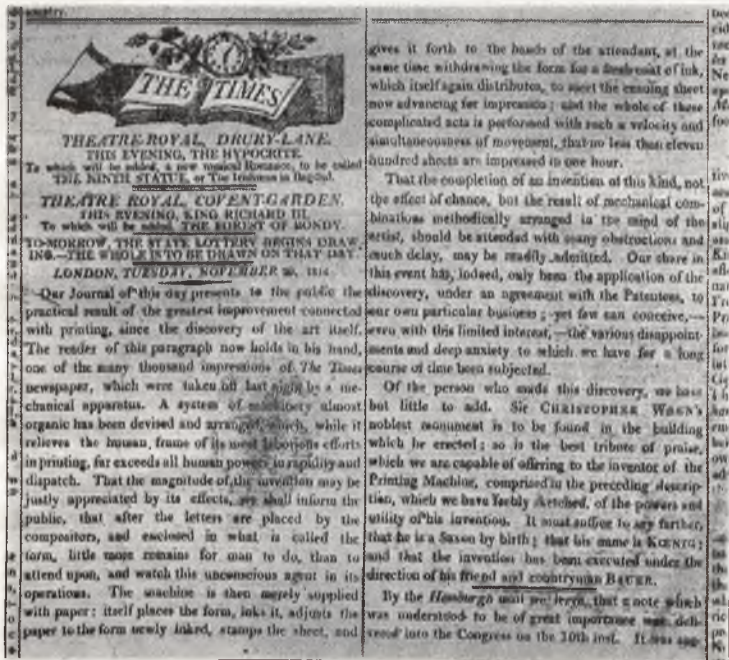 country.
THE TIMES
THEATRE-ROYAL, DRURY-LANE.
THIS EVENING, THE HYPOCRITE.
To which will be added, a new musical Romance, to be called
THE NINTH STATUE, or The Irishman in Bagdad.
THEATRE ROYAL, COVENT-GARDEN.
THIS EVENING, KING RICHARD III.
To which will be added, THE FOREST OF BONDY.
TO-MORROW, THE STATE LOTTERY BEGINS DRAW-
ING.—THE WHOLE IS TO BE DRAWN ON THAT DAY.
LONDON, TUESDAY, NOVEMBER 29, 1814.
Our Journal of this day presents to the public the
practical result of the greatest improvement connected
with printing, since the discovery of the art itself.
The reader of this paragraph now holds in his hand,
one of the many thousand impressions of The Times
newspaper, which were taken off last night by a me-
chanical apparatus. A system of machinery almost
organic has been devised and arranged, which, while it
relieves the human frame of its most laborious efforts
in printing, far exceeds all human powers in rapidity and
dispatch. That the magnitude of the invention may be
justly appreciated by its effects, we shall inform the
public, that after the letters are placed by the
compositors, and enclosed in what is called the
form, little more remains for man to do, than to
attend upon, and watch this unconscious agent in its
operations. The machine is then merely supplied
with paper: itself places the form, inks it, adjusts the
paper to the form newly inked, stamps the sheet, and
gives it forth to the hands of the attendant, at the
same time withdrawing the form for a fresh coat of ink,
which itself again distributes, to meet the ensuing sheet
now advancing for impression; and the whole of these
complicated acts is performed with such a velocity and
simultaneousness of movement, that no less than eleven
hundred sheets are impressed in one hour.
That the completion of an invention of this kind, not
the effect of chance, but the result of mechanical com-
binations methodically arranged in the mind of the
artist, should be attended with many obstructions and
much delay, may be readily admitted. Our share in
this event has, indeed, only been the application of the
discovery, under an agreement with the Patentees, to
our own particular business; yet few can conceive,—
even with this limited interest,—the various disappoint-
ments and deep anxiety to which we have for a long
course of time been subjected.
Of the person who made this discovery, we have
but little to add. Sir CHRISTOPHER WREN'S
noblest monument is to be found in the building
which he erected; so is the best tribute of praise,
which we are capable of offering to the inventor of the
Printing Machine, comprised in the preceding descrip-
tion, which we have feebly sketched, of the powers and
utility of his invention. It must suffice to say farther,
that he is a Saxon by birth; that his name is KŒNIG;
and that the invention has been executed under the
direction of his friend and countryman BAUER.
By the Hamburgh mail we learn, that a note which
was understood to be of great importance was deli-
vered into the Congress on the 10th inst. It was